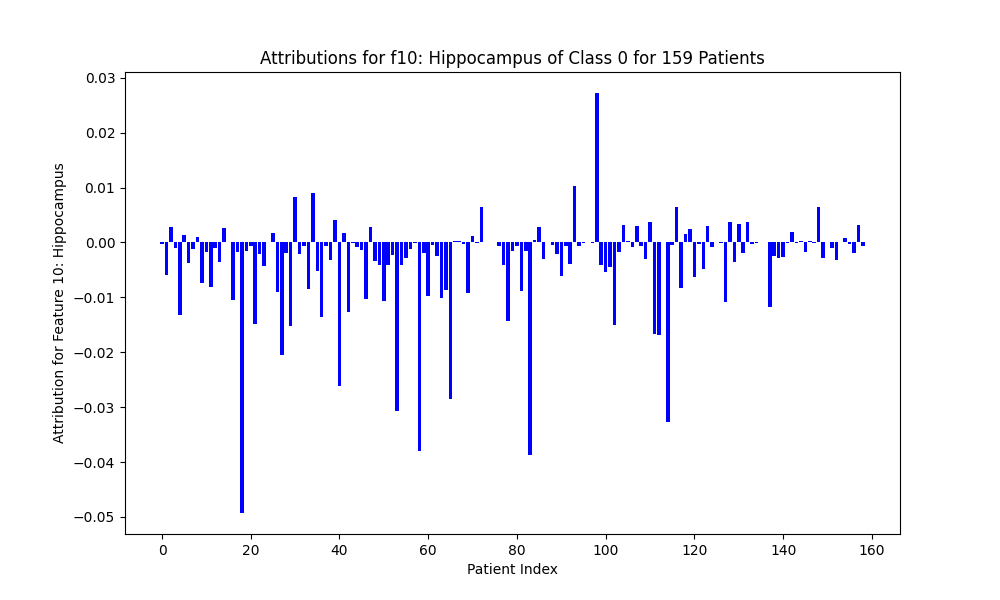 Attributions for f10: Hippocampus of Class 0 for 159 Patients
0.03
0.02
0.01
0.00
−0.01
−0.02
−0.03
−0.04
−0.05
Attribution for Feature 10: Hippocampus
0 20 40 60 80 100 120 140 160
Patient Index